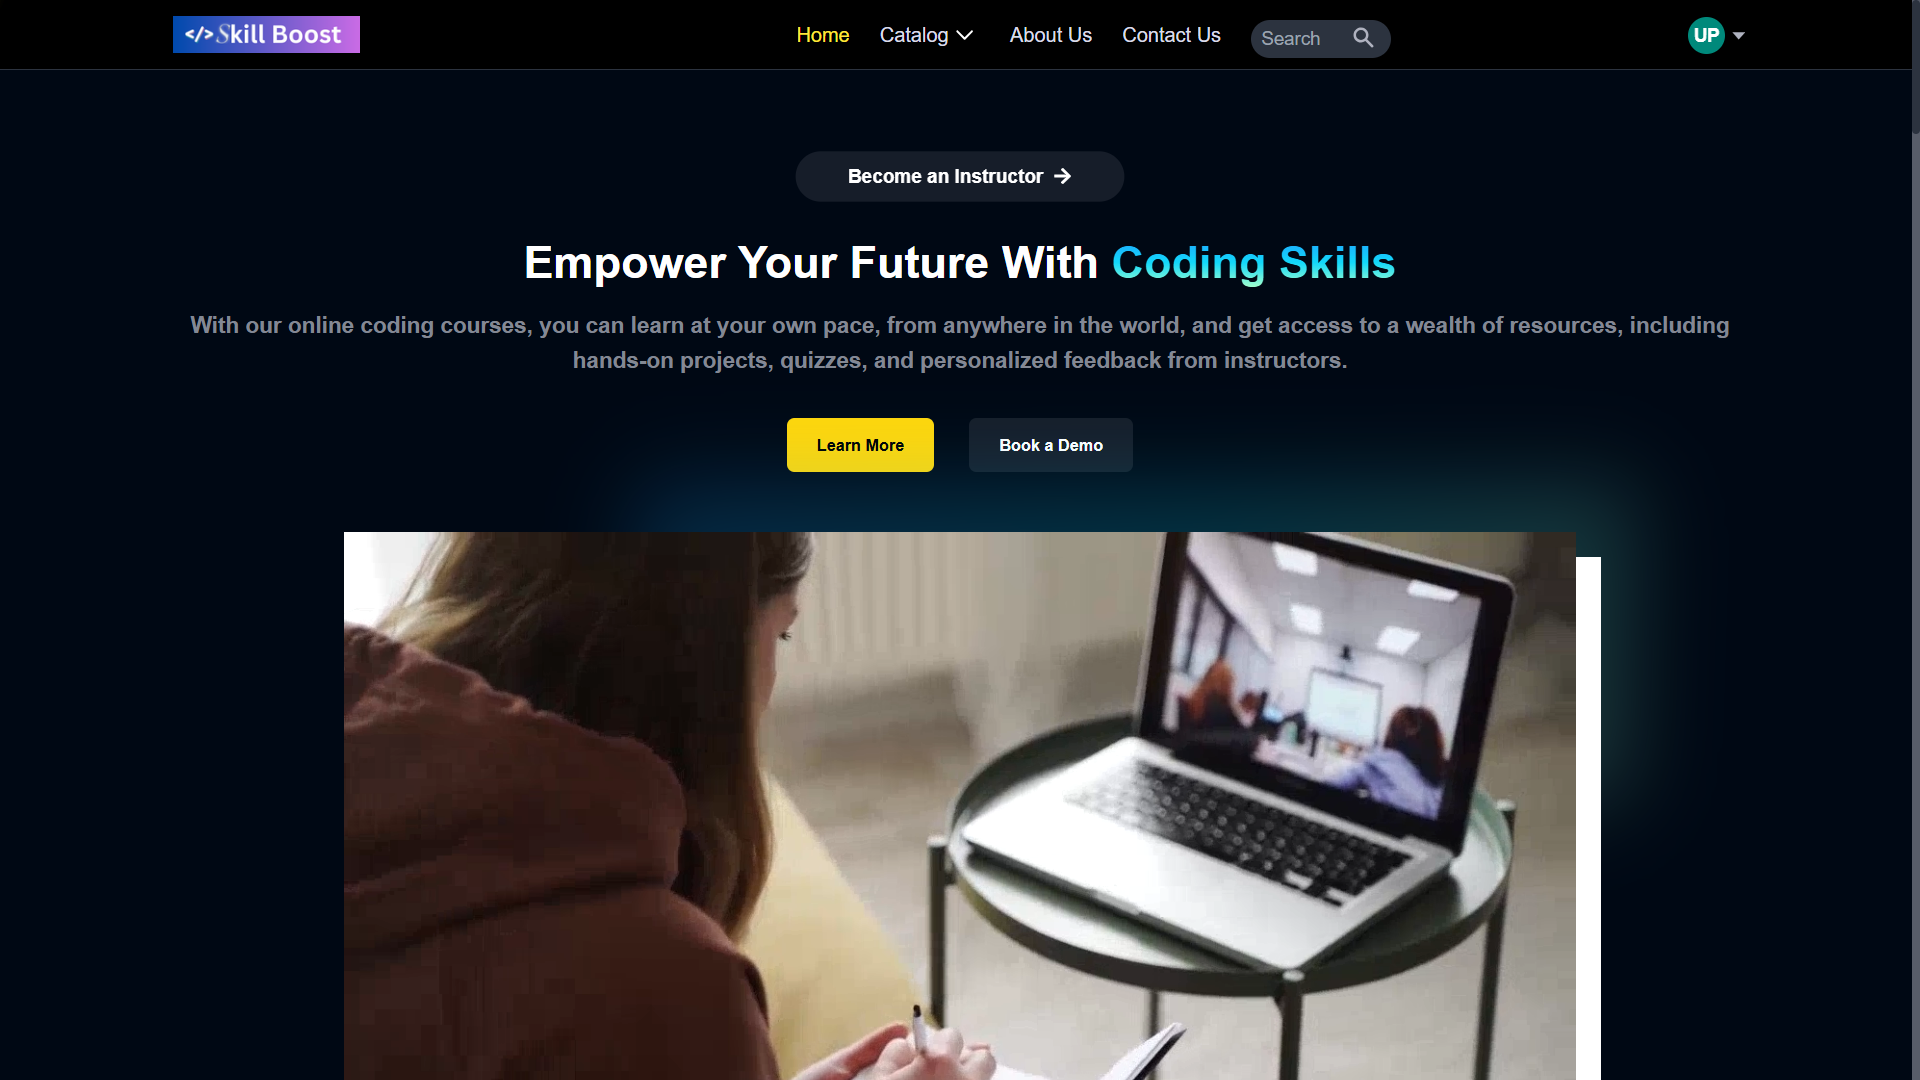 </> Skill Boost
Home
Catalog
About Us
Contact Us
Search
UP
Become an Instructor
Empower Your Future With Coding Skills
With our online coding courses, you can learn at your own pace, from anywhere in the world, and get access to a wealth of resources, including
hands-on projects, quizzes, and personalized feedback from instructors.
Learn More
Book a Demo